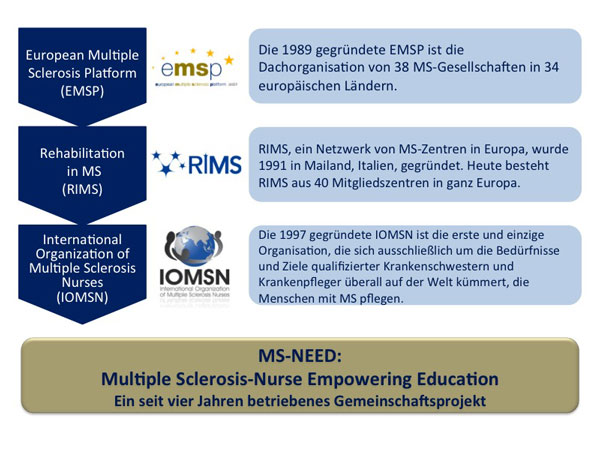 European Multiple
Sclerosis Platform
(EMSP)
emsp
european multiple sclerosis platform
Die 1989 gegründete EMSP ist die
Dachorganisation von 38 MS-Gesellschaften in 34
europäischen Ländern.
Rehabilitation
in MS
(RIMS)
RIMS
RIMS, ein Netzwerk von MS-Zentren in Europa, wurde
1991 in Mailand, Italien, gegründet. Heute besteht
RIMS aus 40 Mitgliedszentren in ganz Europa.
International
Organization of
Multiple Sclerosis
Nurses
(IOMSN)
IOMSN
International Organization
of Multiple Sclerosis Nurses
Die 1997 gegründete IOMSN ist die erste und einzige
Organisation, die sich ausschließlich um die Bedürfnisse
und Ziele qualifizierter Krankenschwestern und
Krankenpfleger überall auf der Welt kümmert, die
Menschen mit MS pflegen.
MS-NEED:
Multiple Sclerosis-Nurse Empowering Education
Ein seit vier Jahren betriebenes Gemeinschaftsprojekt